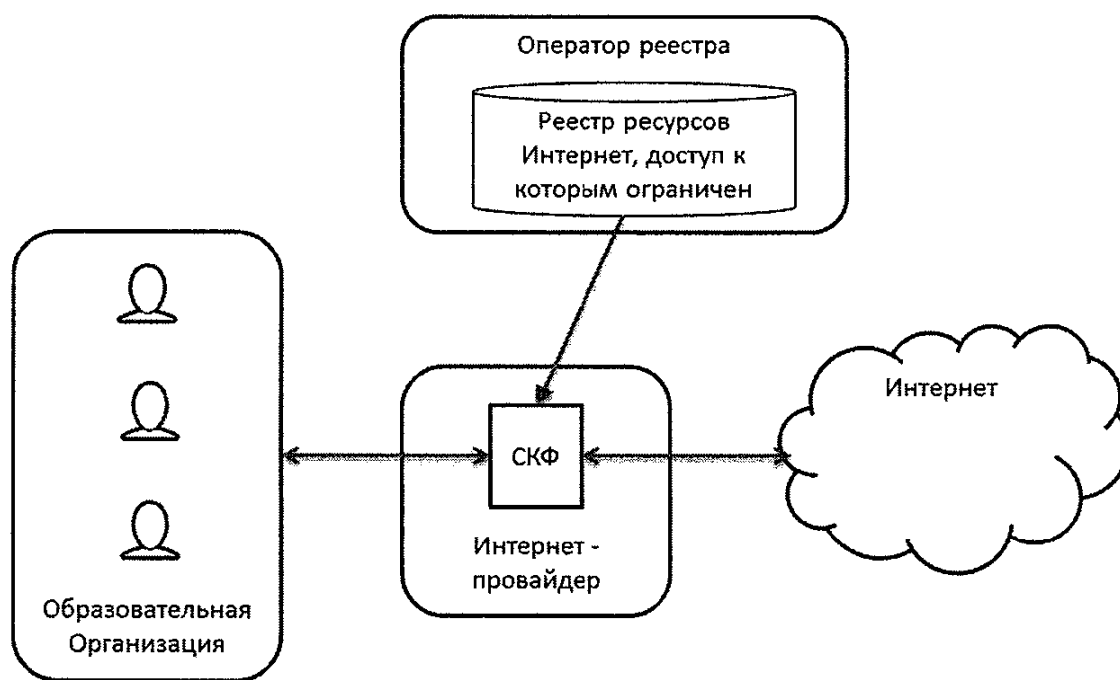 Оператор реестра
Реестр ресурсов
Интернет, доступ к
которым ограничен
Интернет
СКФ
Интернет -
провайдер
Образовательная
Организация